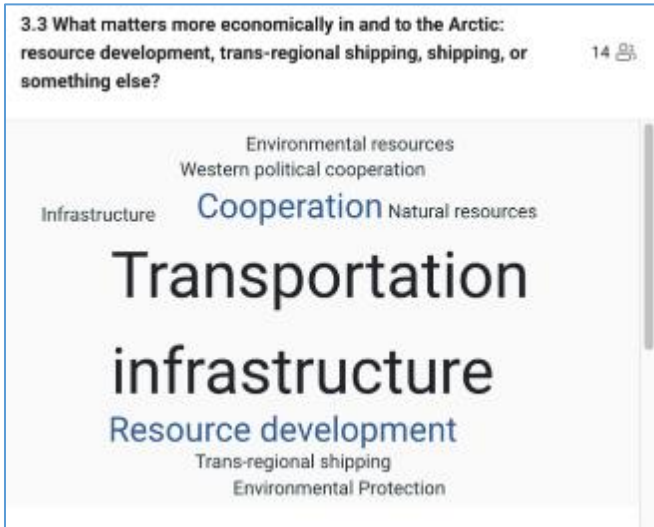 3.3 What matters more economically in and to the Arctic:
resource development, trans-regional shipping, shipping, or
something else?
14
Environmental resources
Western political cooperation
Infrastructure Cooperation Natural resources
Transportation
infrastructure
Resource development
Trans-regional shipping
Environmental Protection